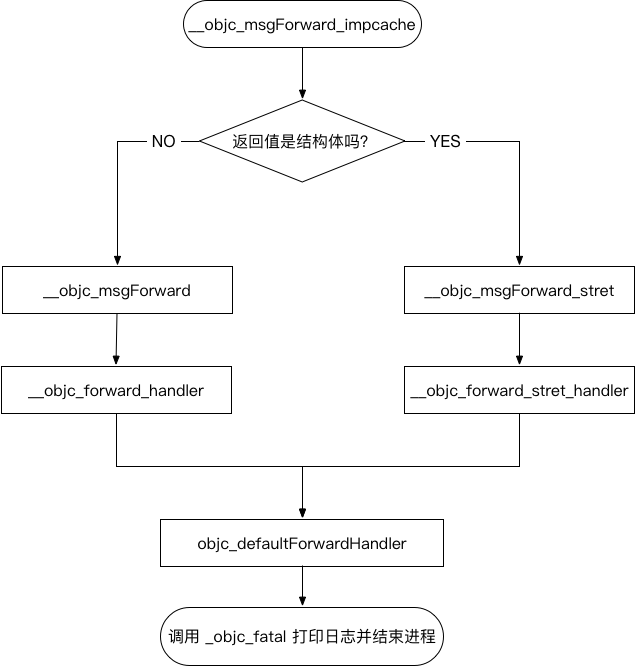 __objc_msgForward_impcache
返回值是结构体吗?
NO
YES
__objc_msgForward
__objc_msgForward_stret
__objc_forward_handler
__objc_forward_stret_handler
objc_defaultForwardHandler
调用 _objc_fatal 打印日志并结束进程